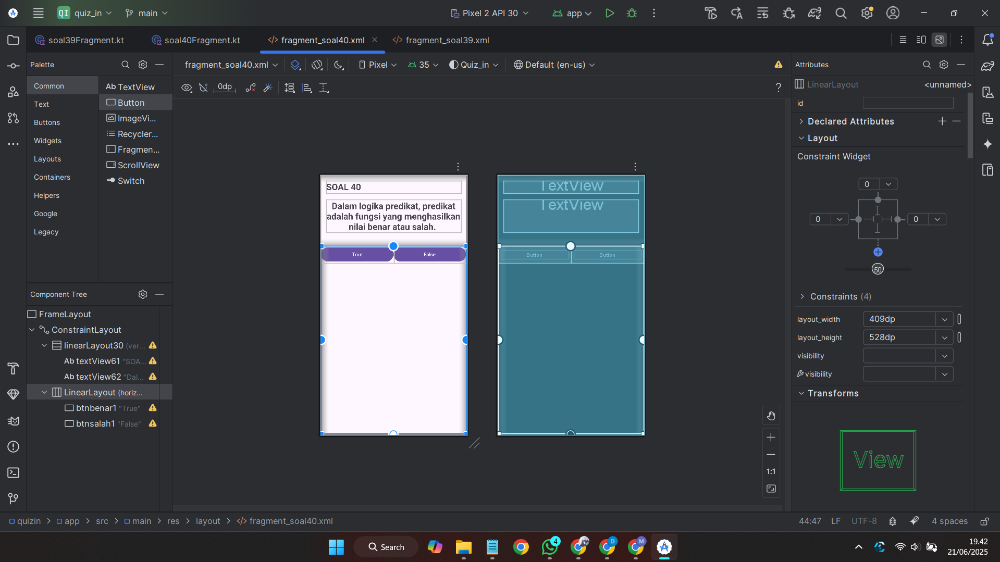 QI quiz_in main Pixel 2 API 30 app
soal39Fragment.kt soal40Fragment.kt fragment_soal40.xml fragment_soal39.xml
Palette
Common
Text
Buttons
Widgets
Layouts
Containers
Helpers
Google
Legacy
Ab TextView
Button
ImageVi...
Recycler...
Fragmen...
ScrollView
Switch
fragment_soal40.xml Pixel 35 Quiz_in Default (en-us)
0dp ?
SOAL 40
Dalam logika predikat, predikat
adalah fungsi yang menghasilkan
nilai benar atau salah.
True False
TextView
TextView
Button Button
1:1
Component Tree
FrameLayout
ConstraintLayout
linearLayout30 (ver...
Ab textView61 "SOA...
Ab textView62 "Dal...
LinearLayout (horiz...
btnbenar1 "True"
btnsalah1 "False"
Attributes
LinearLayout <unnamed>
id
Declared Attributes
Layout
Constraint Widget
0
0 0
50
Constraints (4)
layout_width 409dp
layout_height 528dp
visibility
visibility
Transforms
View
quizin > app > src > main > res > layout > fragment_soal40.xml 44:47 LF UTF-8 4 spaces
Search 4 D M 19.42
21/06/2025